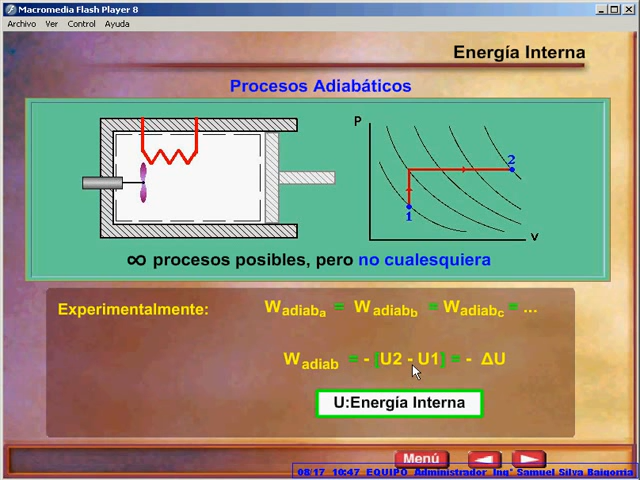 Macromedia Flash Player 8
Archivo Ver Control Ayuda
Energía Interna
Procesos Adiabáticos
P
2
1
v
∞ procesos posibles, pero no cualesquiera
Experimentalmente: Wadiaba = Wadiabb = Wadiabc = ...
Wadiab = - [U2 - U1] = - ΔU
U:Energía Interna
Menú
08/17 10:47 EQUIPO Administrador Ing° Samuel Silva Baigorria